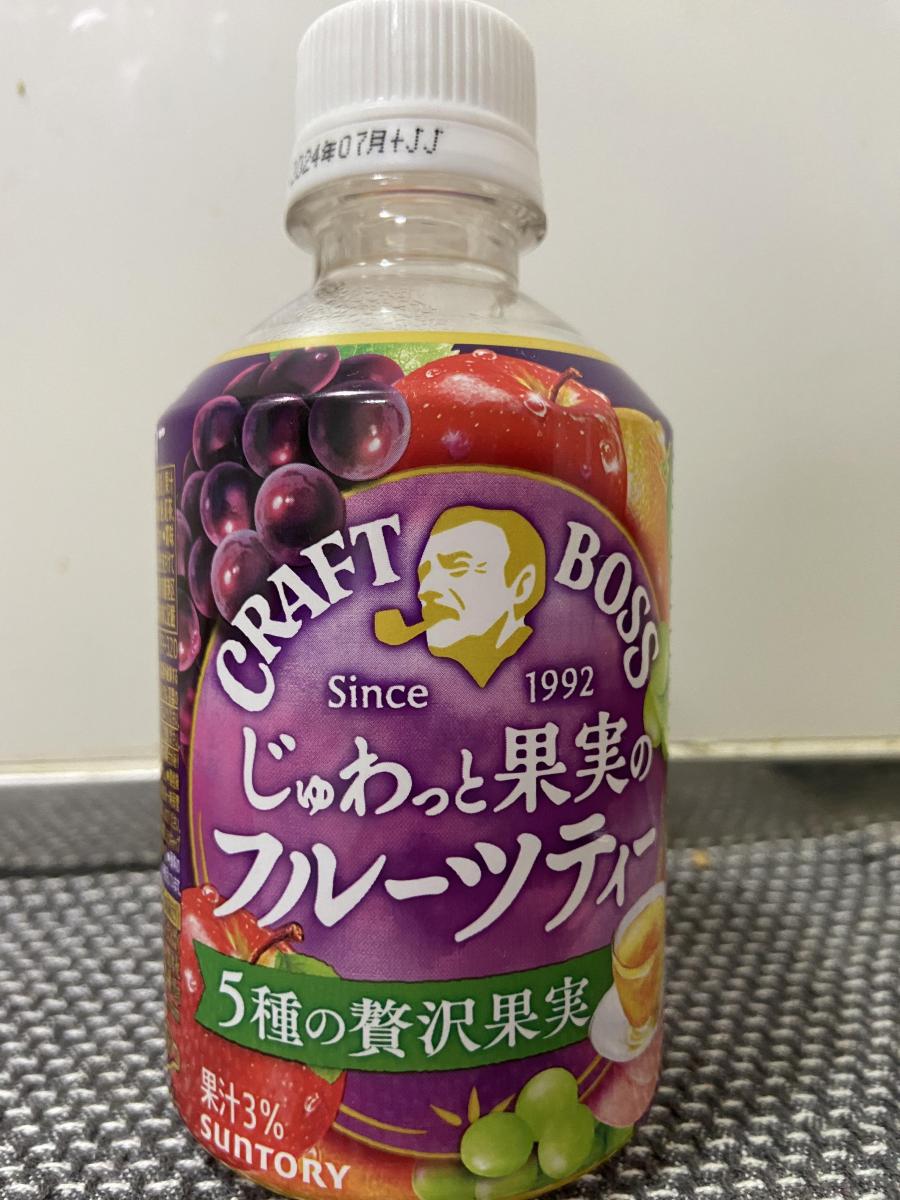 2024年07月+JJ
CRAFT BOSS
Since 1992
じゅわっと果実の
フルーツティー
5種の贅沢果実
果汁3%
SUNTORY